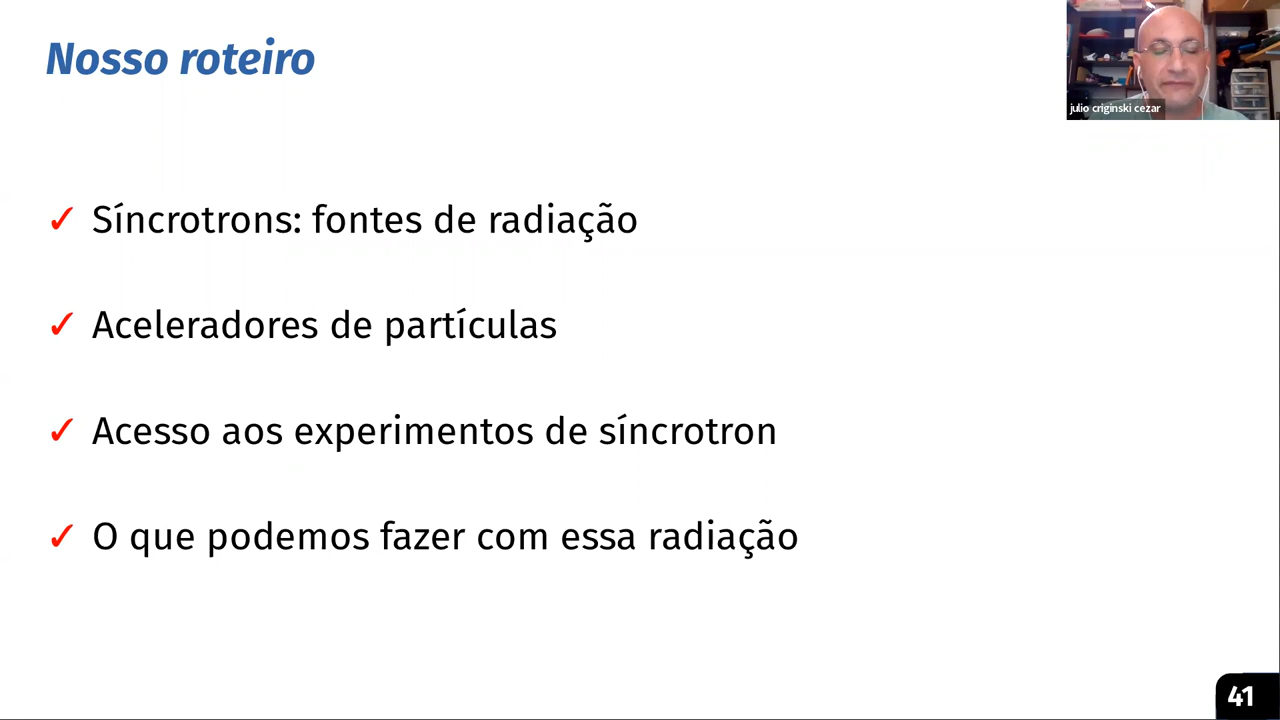 Nosso roteiro
julio criginski cezar
✓ Síncrotrons: fontes de radiação
✓ Aceleradores de partículas
✓ Acesso aos experimentos de síncrotron
✓ O que podemos fazer com essa radiação
41